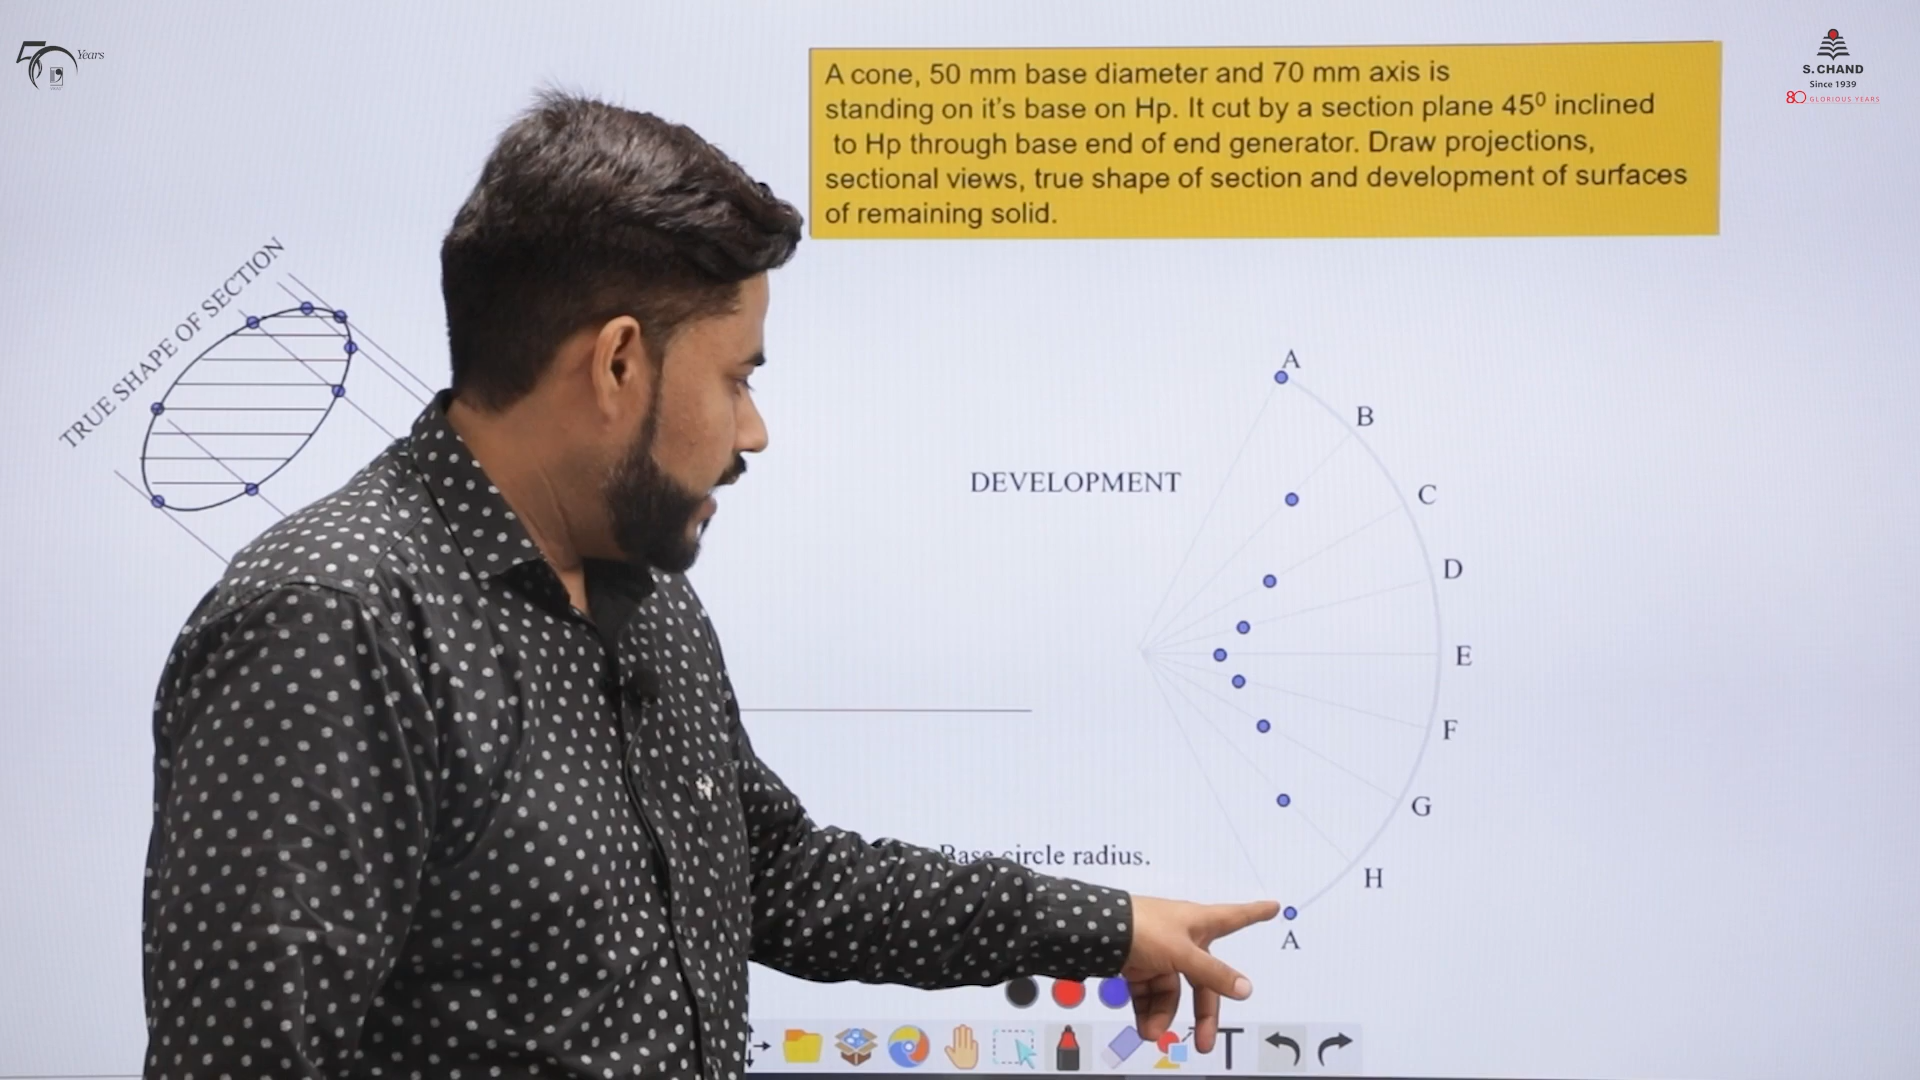 50 Years
S. CHAND
Since 1939
80 GLORIOUS YEARS
A cone, 50 mm base diameter and 70 mm axis is
standing on it's base on Hp. It cut by a section plane 45⁰ inclined
to Hp through base end of end generator. Draw projections,
sectional views, true shape of section and development of surfaces
of remaining solid.
TRUE SHAPE OF SECTION
A
B
DEVELOPMENT
C
D
E
F
G
Base circle radius.
H
A
T